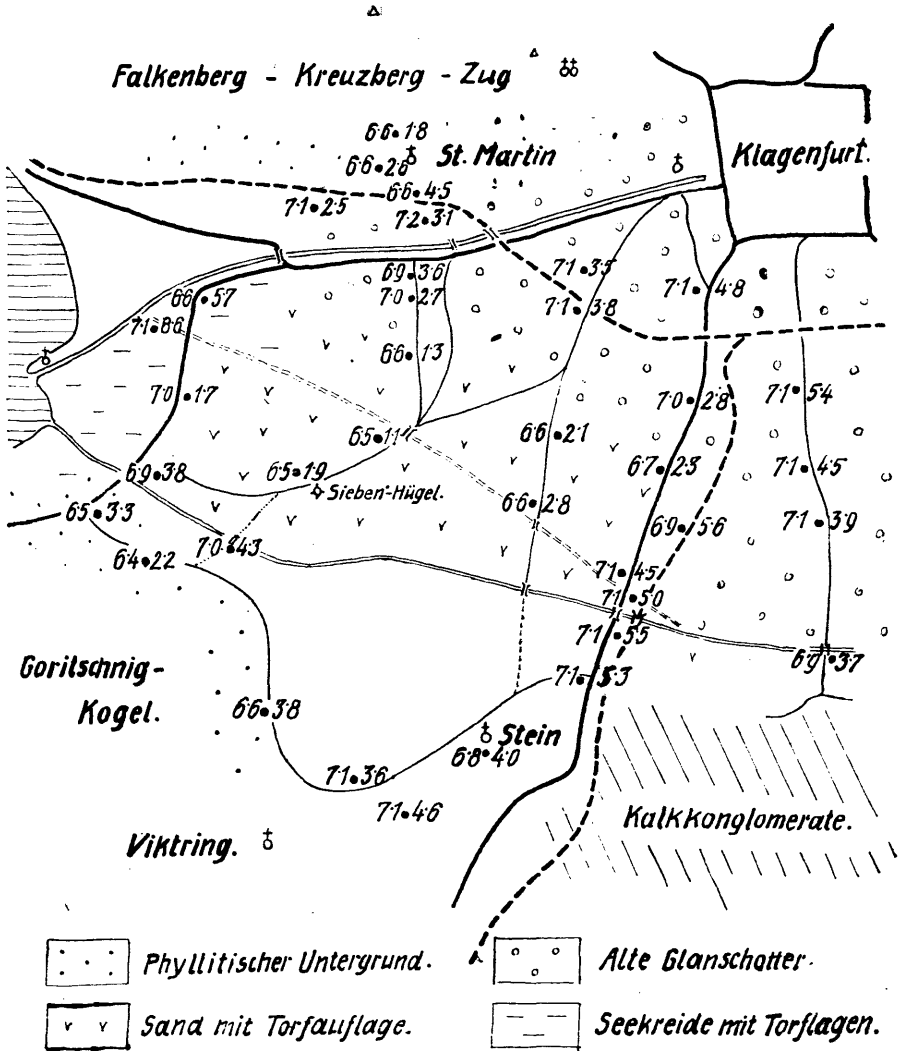 Falkenberg - Kreuzberg - Zug
6·6 1·8
6·6 2·8
St. Martin
Klagenfurt.
6·6 4·5
7·1 2·5
7·2 3·1
6·9 3·6
7·1 3·5
6·6 5·7
7·0 2·7
7·1 3·8
7·1 4·8
7·1 8·6
6·6 1·3
7·0 1·7
7·0 2·8
7·1 5·4
6·5 1·1
6·6 2·1
6·9 3·8
6·5 1·9
6·7 2·3
7·1 4·5
Sieben-Hügel.
6·5 3·3
6·6 2·8
6·9 5·6
7·1 3·9
6·4 2·2
7·0 4·3
7·1 4·5
7·1 5·0
7·1 5·5
Goritschnig-
Kogel.
6·9 3·7
7·1 5·3
6·6 3·8
Stein
6·8 4·0
7·1 3·6
7·1 4·6
Kalkkonglomerate.
Viktring.
Phyllitischer Untergrund.
Alte Glanschotter.
Sand mit Torfauflage.
Seekreide mit Torflagen.